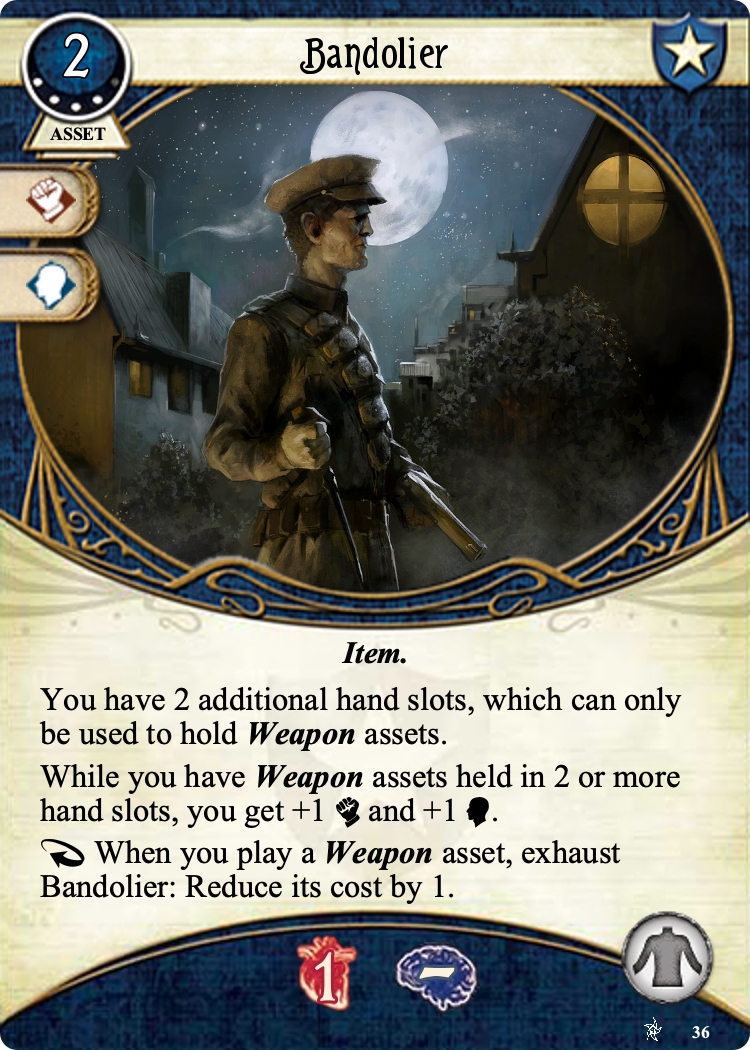 2
Bandolier
ASSET
Item.
You have 2 additional hand slots, which can only
be used to hold Weapon assets.
While you have Weapon assets held in 2 or more
hand slots, you get +1 and +1 .
When you play a Weapon asset, exhaust
Bandolier: Reduce its cost by 1.
1
-
36